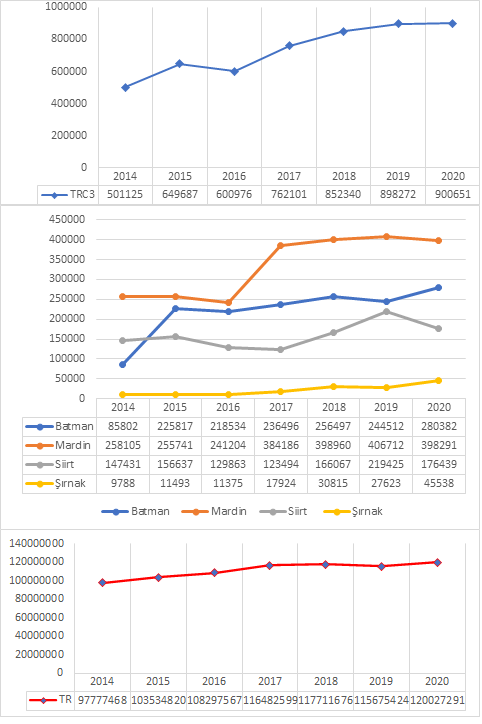 1000000
800000
600000
400000
200000
0
2014 2015 2016 2017 2018 2019 2020
TRC3 501125 649687 600976 762101 852340 898272 900651
450000
400000
350000
300000
250000
200000
150000
100000
50000
0
2014 2015 2016 2017 2018 2019 2020
Batman 85802 225817 218534 236496 256497 244512 280382
Mardin 258105 255741 241204 384186 398960 406712 398291
Siirt 147431 156637 129863 123494 166067 219425 176439
Şırnak 9788 11493 11375 17924 30815 27623 45538
Batman Mardin Siirt Şırnak
140000000
120000000
100000000
80000000
60000000
40000000
20000000
0
2014 2015 2016 2017 2018 2019 2020
TR 97777468 103534820 108297567 116482599 117711676 115675424 120027291